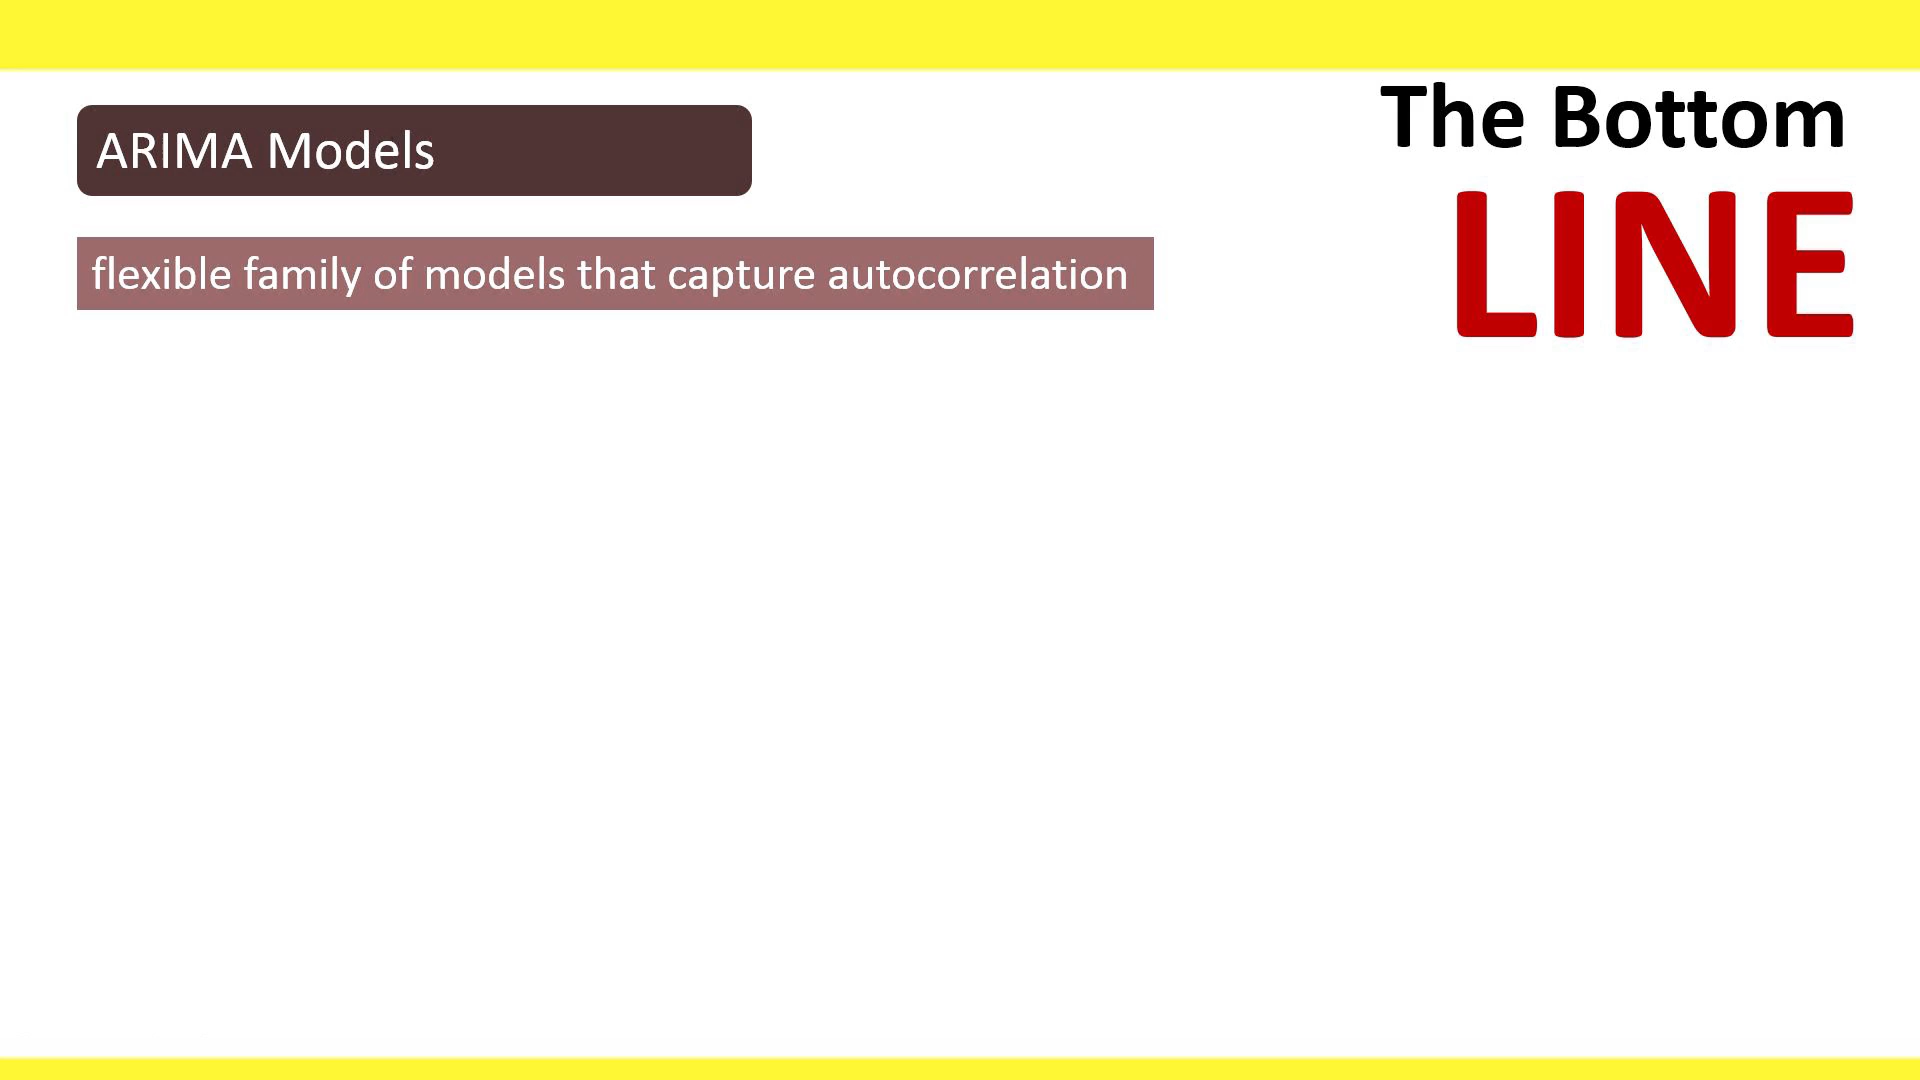 The Bottom
LINE
ARIMA Models
flexible family of models that capture autocorrelation